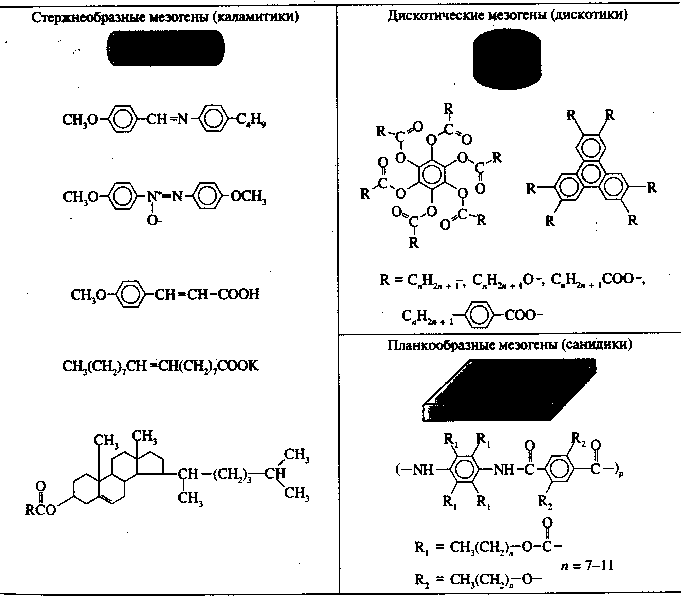 Стержнеобразные мезогены (каламитики)
CH₃O CH=N C₄H₉
CH₃O N⁺=N OCH₃
O-
CH₃O CH=CH-COOH
CH₃(CH₂)₇CH=CH(CH₂)₇COOK
CH₃ CH₃
CH-(CH₂)₃-CH CH₃
CH₃ CH₃
O
RCO
Дискотические мезогены (дискотики)
R R R R R R
O O O O O O O O O O O O
C C C C C C
R R R R R R
R = CₙH₂ₙ₊₁-, CₙH₂ₙ₊₁O-, CₙH₂ₙ₊₁COO-,
CₙH₂ₙ₊₁ COO-
Планкообразные мезогены (санидики)
R₁ R₁ O R₂ O
(-NH NH-C C-)ₚ
R₁ R₁ R₂
O
R₁ = CH₃(CH₂)ₙ-O-C-
n = 7-11
R₂ = CH₃(CH₂)ₙ-O-